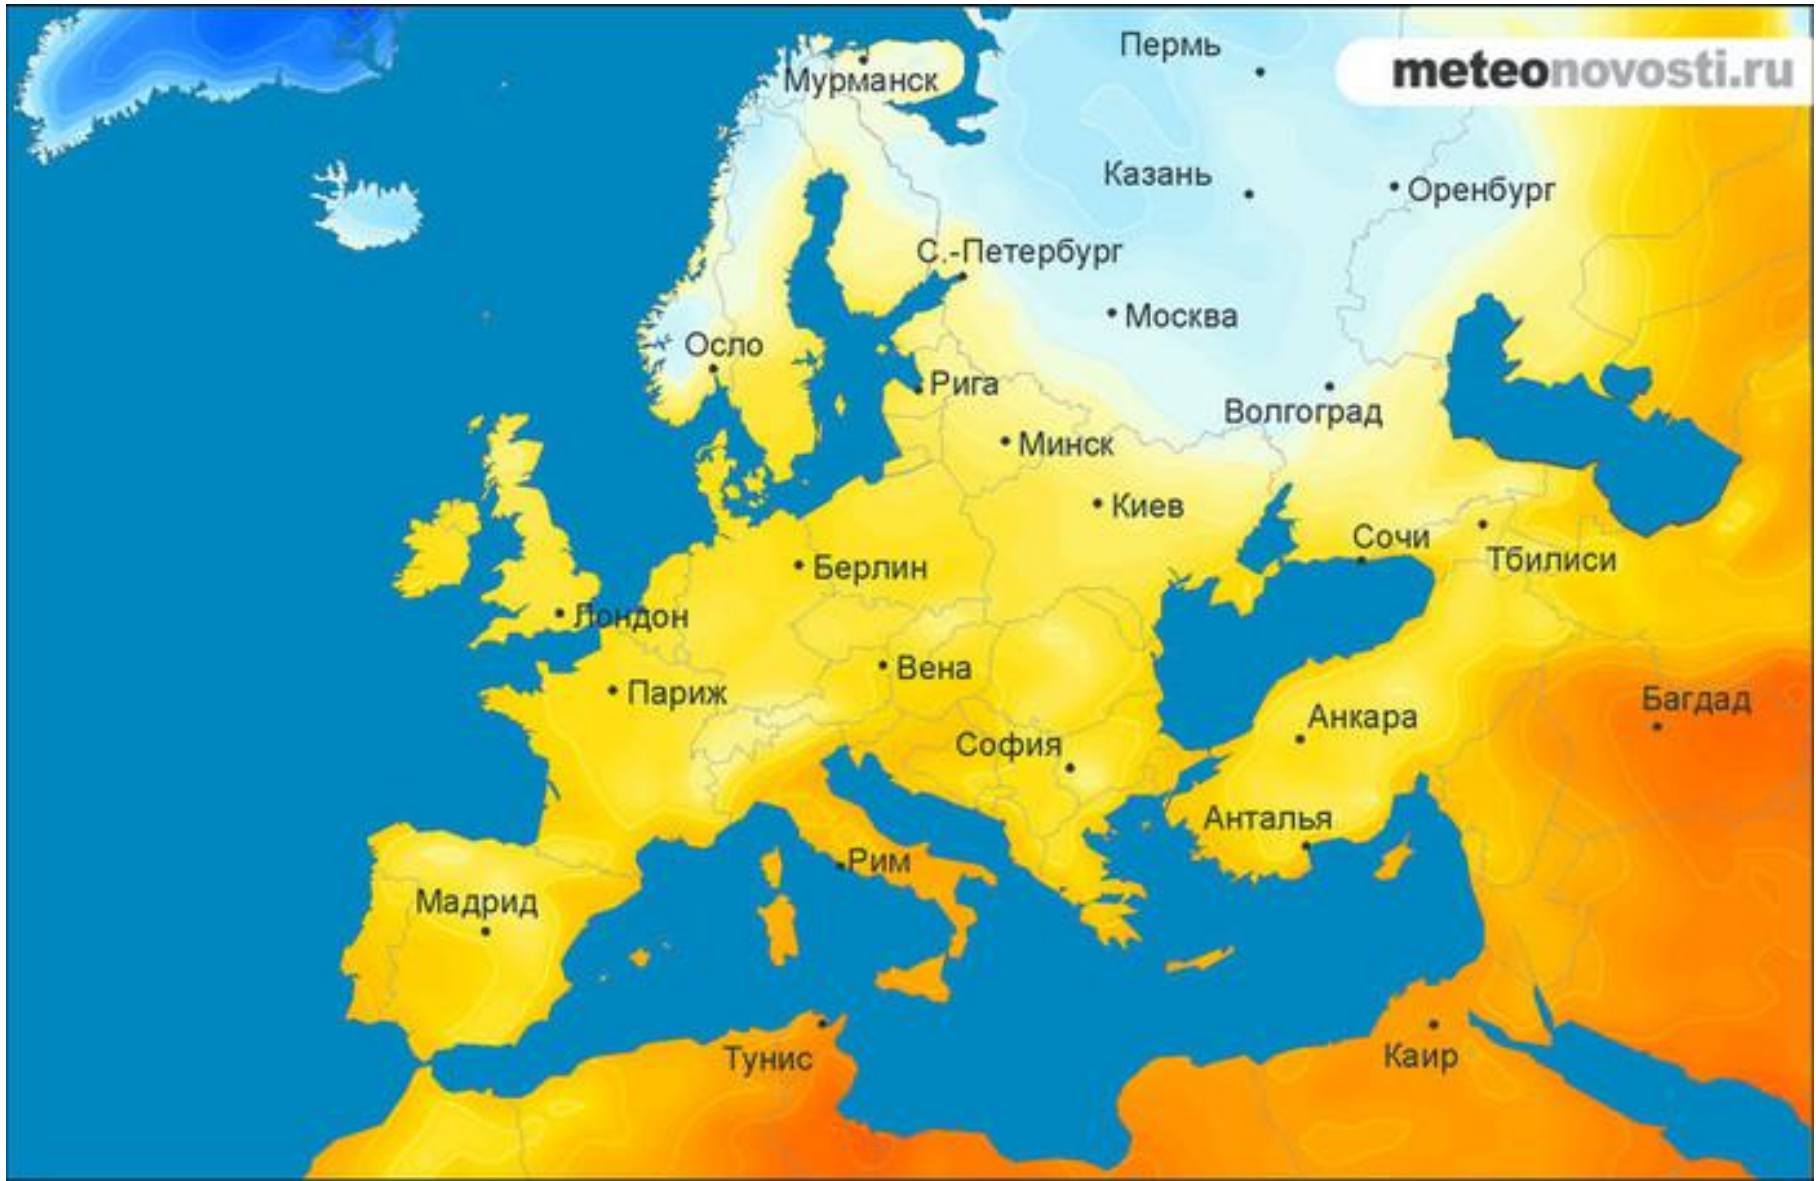 Пермь
meteonovosti.ru
Мурманск
Казань
Оренбург
С.-Петербург
Москва
Осло
Рига
Волгоград
Минск
Киев
Сочи
Тбилиси
Берлин
Лондон
Вена
Париж
Багдад
Анкара
София
Анталья
Рим
Мадрид
Тунис
Каир